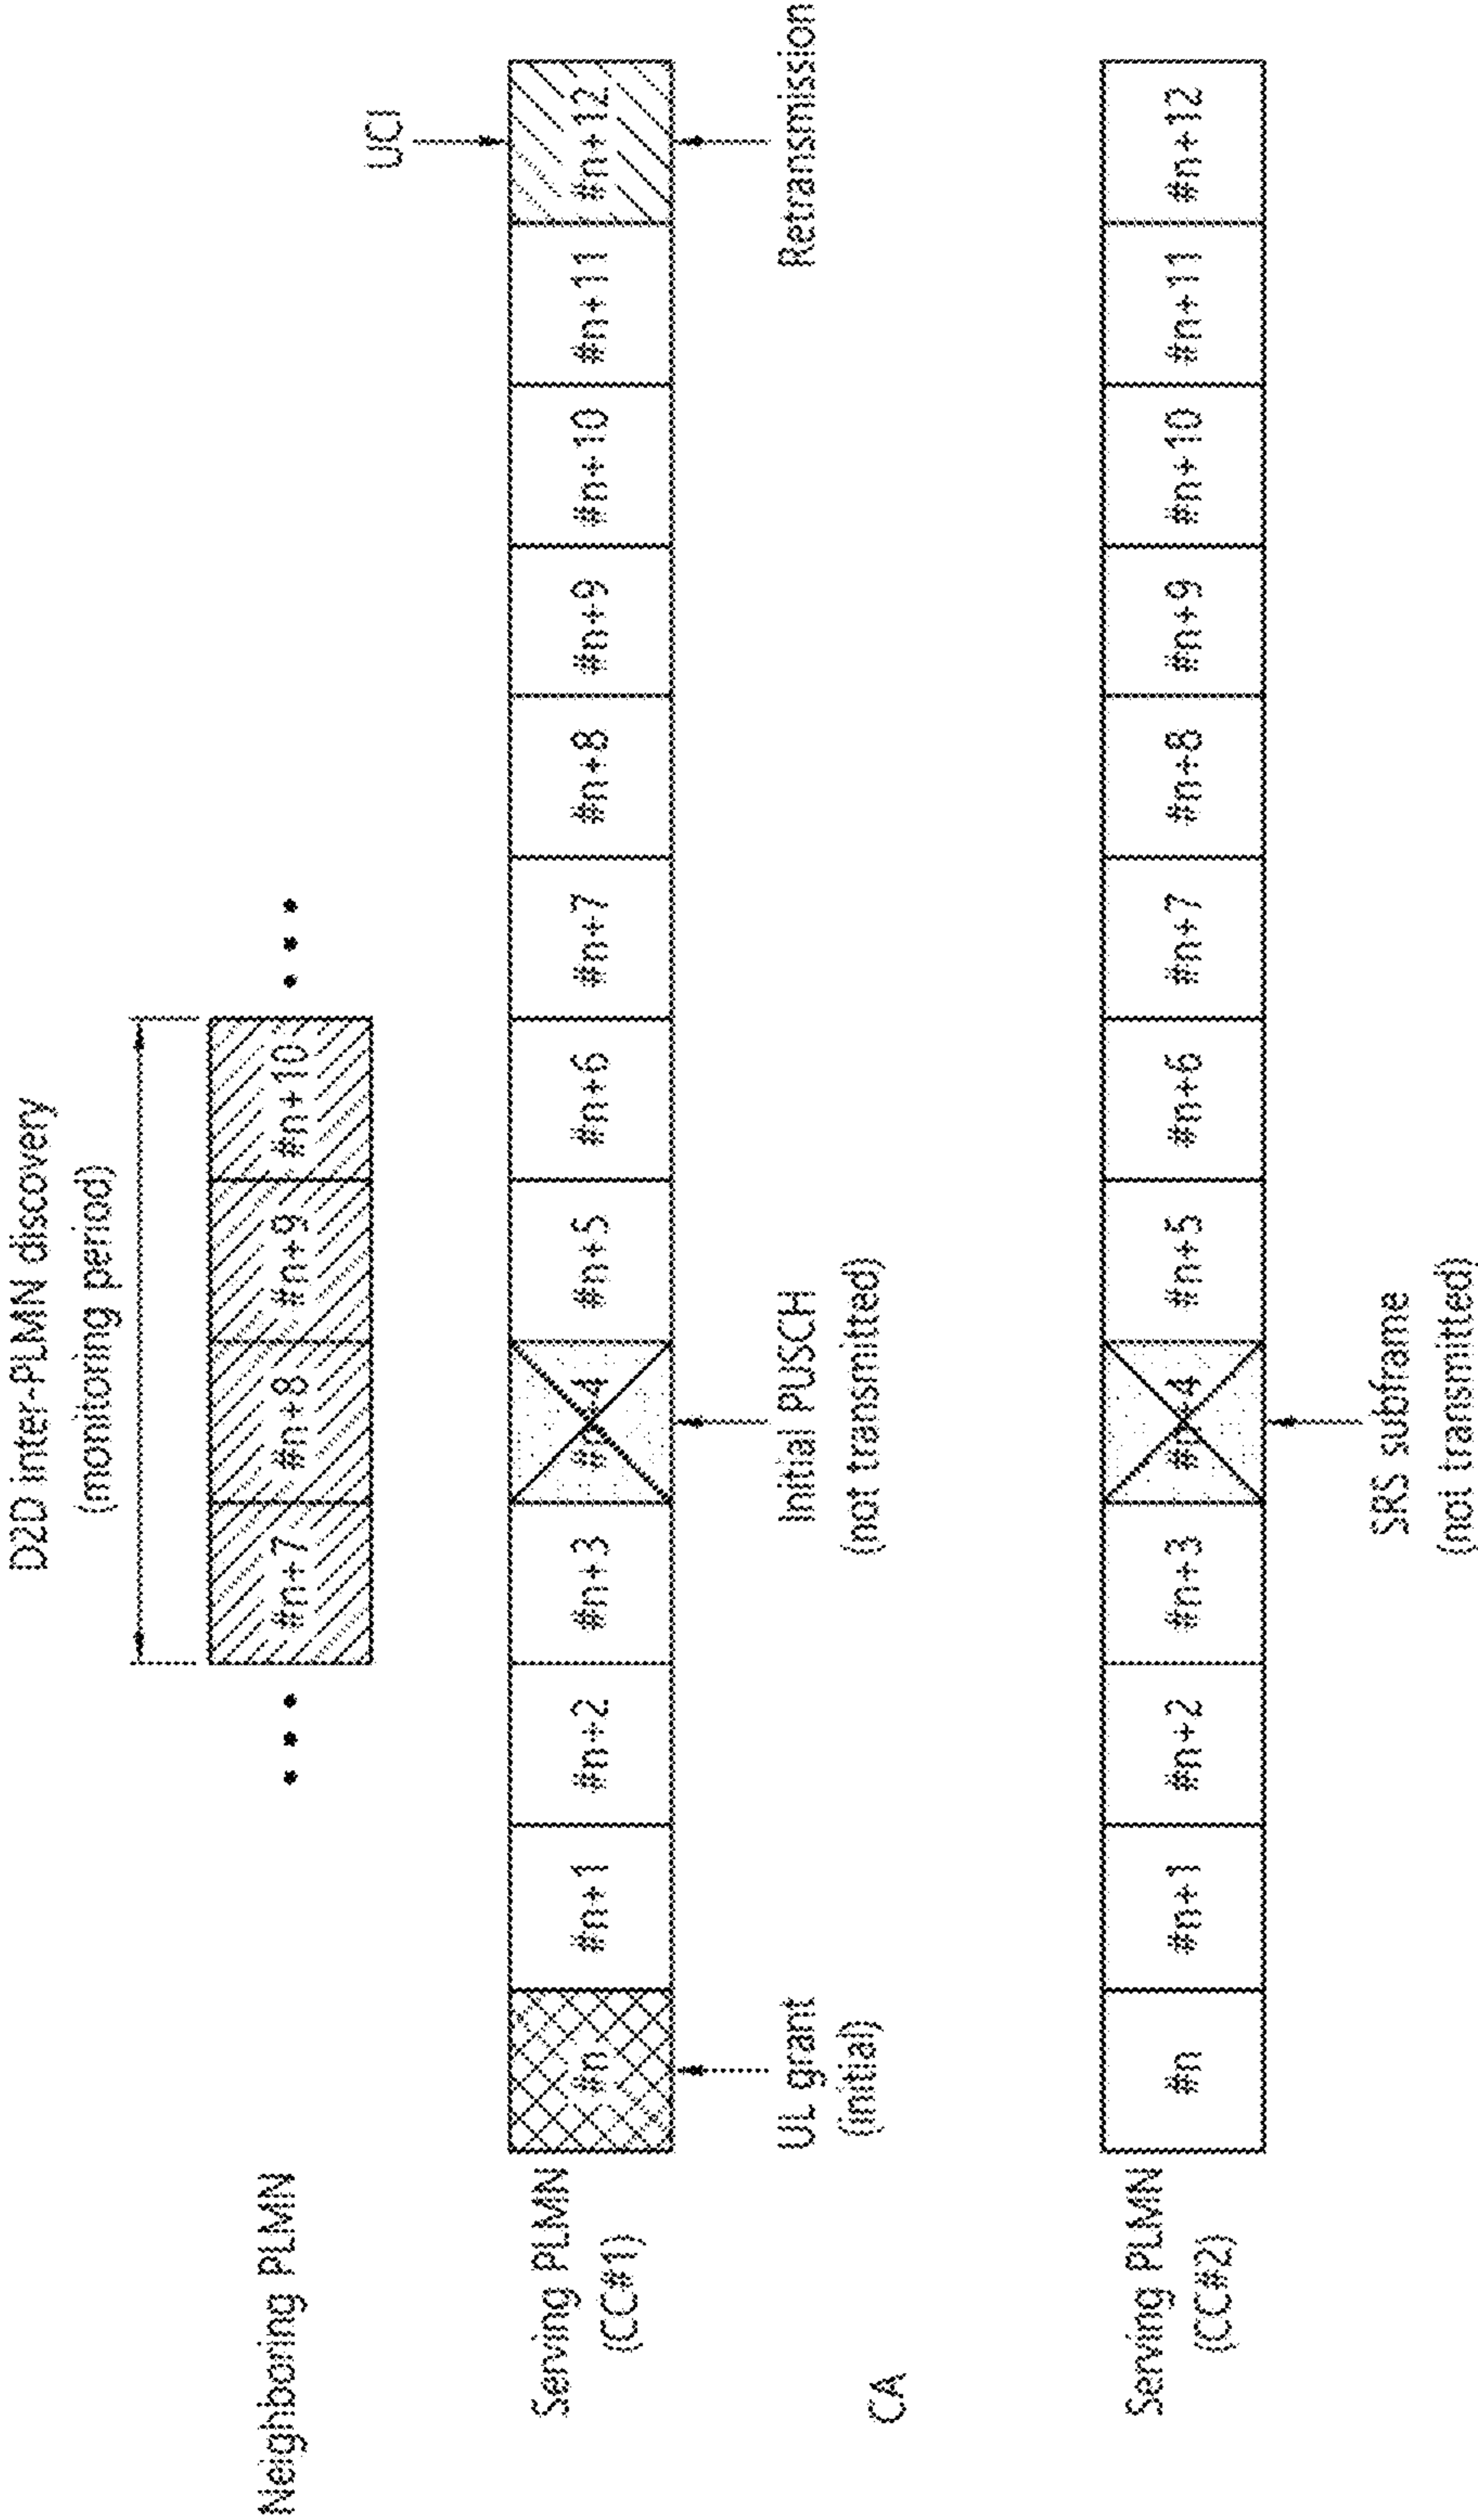 D2D inter-PLMN discovery
(monitoring period)
Neighboring PLMN
#n+7 #n+8 #n+9 #n+10
UCI
Serving PLMN
(CC#1)
#n #n+1 #n+2 #n+3 #n+4 #n+5 #n+6 #n+7 #n+8 #n+9 #n+10 #n+11 #n+12
UL grant
(initial)
Initial PUSCH
(not transmitted)
Retransmission
CA
Serving PLMN
(CC#2)
#n #n+1 #n+2 #n+3 #n+4 #n+5 #n+6 #n+7 #n+8 #n+9 #n+10 #n+11 #n+12
SRS subframe
(not transmitted)